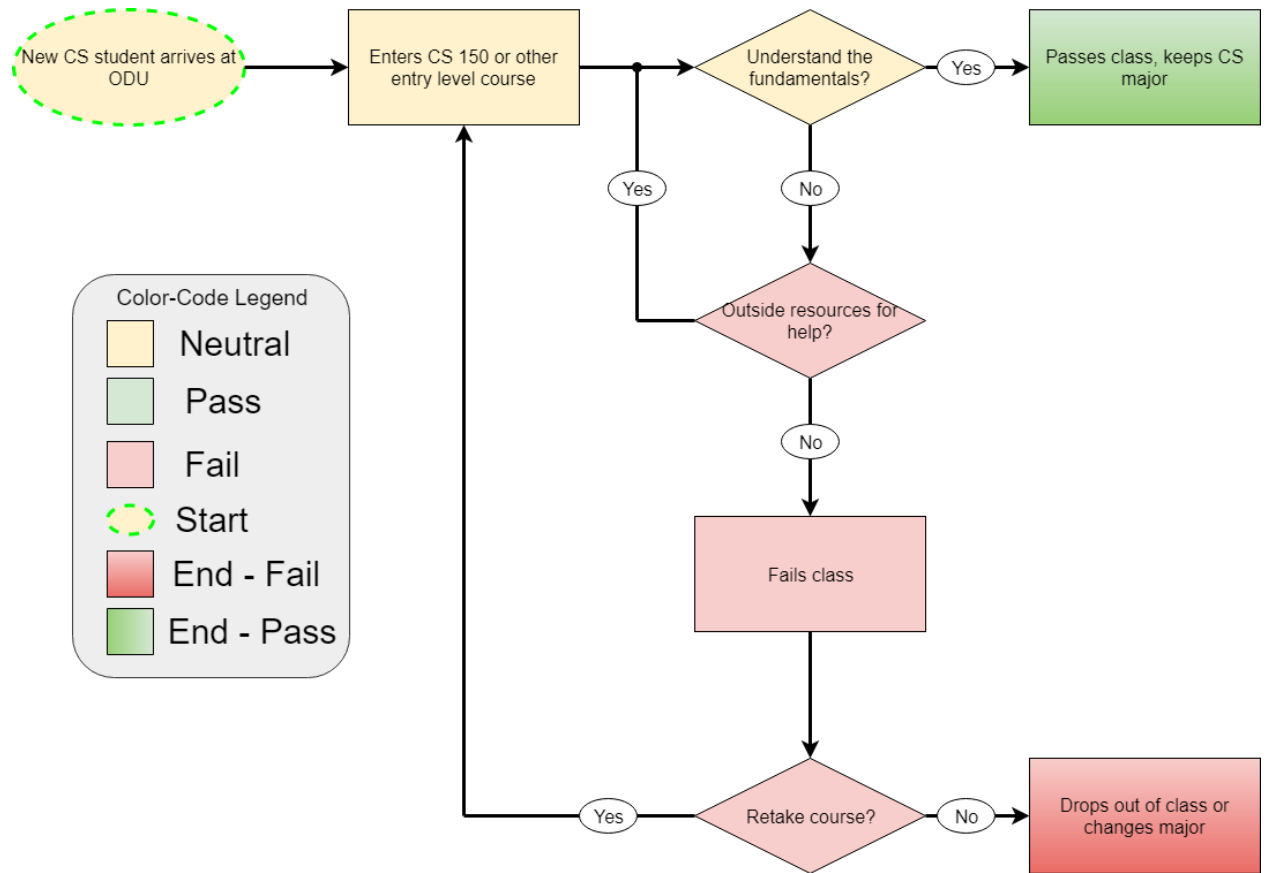 New CS student arrives at
ODU
Enters CS 150 or other
entry level course
Understand the
fundamentals?
Yes
Passes class, keeps CS
major
Yes
No
Outside resources for
help?
No
Fails class
Retake course?
Yes
No
Drops out of class or
changes major
Color-Code Legend
Neutral
Pass
Fail
Start
End - Fail
End - Pass